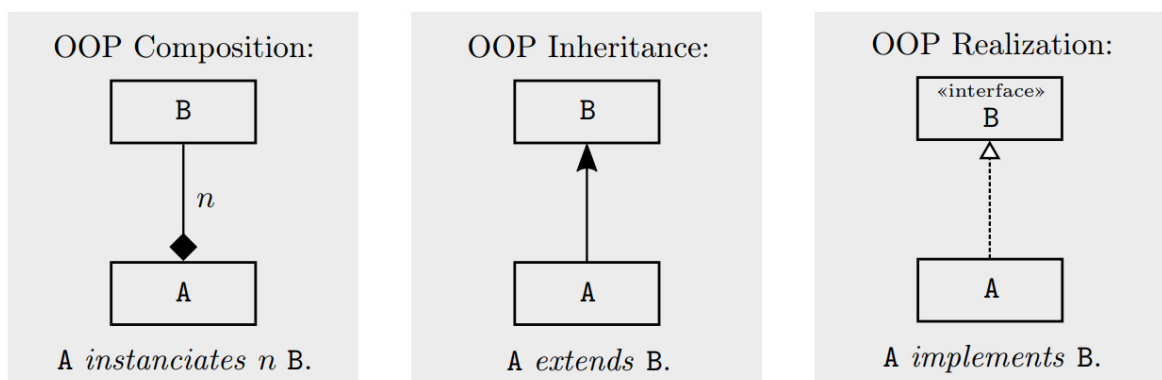 OOP Composition:
B
n
A
A instanciates n B.
OOP Inheritance:
B
A
A extends B.
OOP Realization:
«interface»
B
A
A implements B.